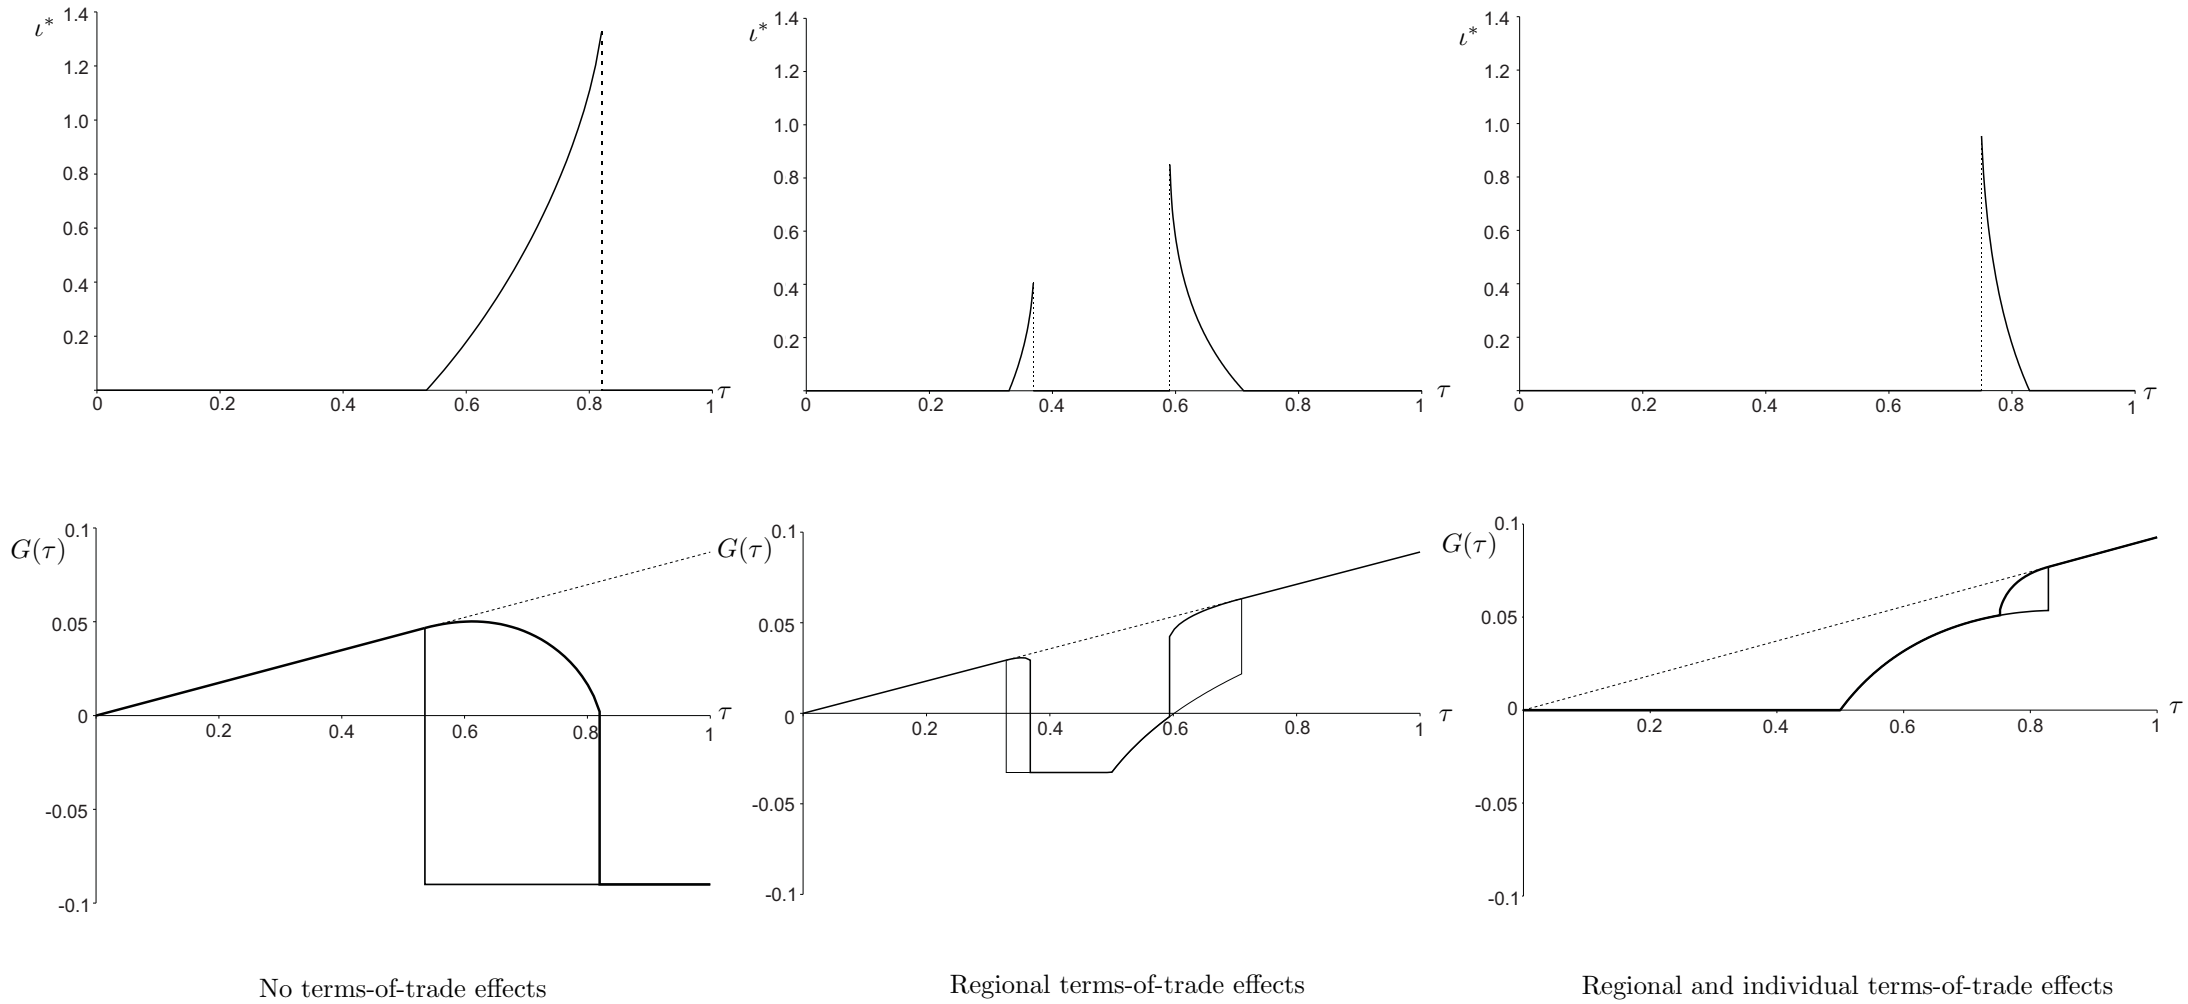 ι*
1.4
1.2
1.0
0.8
0.6
0.4
0.2
0 0.2 0.4 0.6 0.8 1 τ
ι*
1.4
1.2
1.0
0.8
0.6
0.4
0.2
0 0.2 0.4 0.6 0.8 1 τ
ι*
1.4
1.2
1.0
0.8
0.6
0.4
0.2
0 0.2 0.4 0.6 0.8 1 τ
G(τ)
0.1
0.05
0
-0.05
-0.1
0.2 0.4 0.6 0.8 1 τ
G(τ)
0.1
0.05
0
-0.05
-0.1
0.2 0.4 0.6 0.8 1 τ
G(τ)
0.1
0.05
0
-0.05
-0.1
0.2 0.4 0.6 0.8 1 τ
No terms-of-trade effects
Regional terms-of-trade effects
Regional and individual terms-of-trade effects